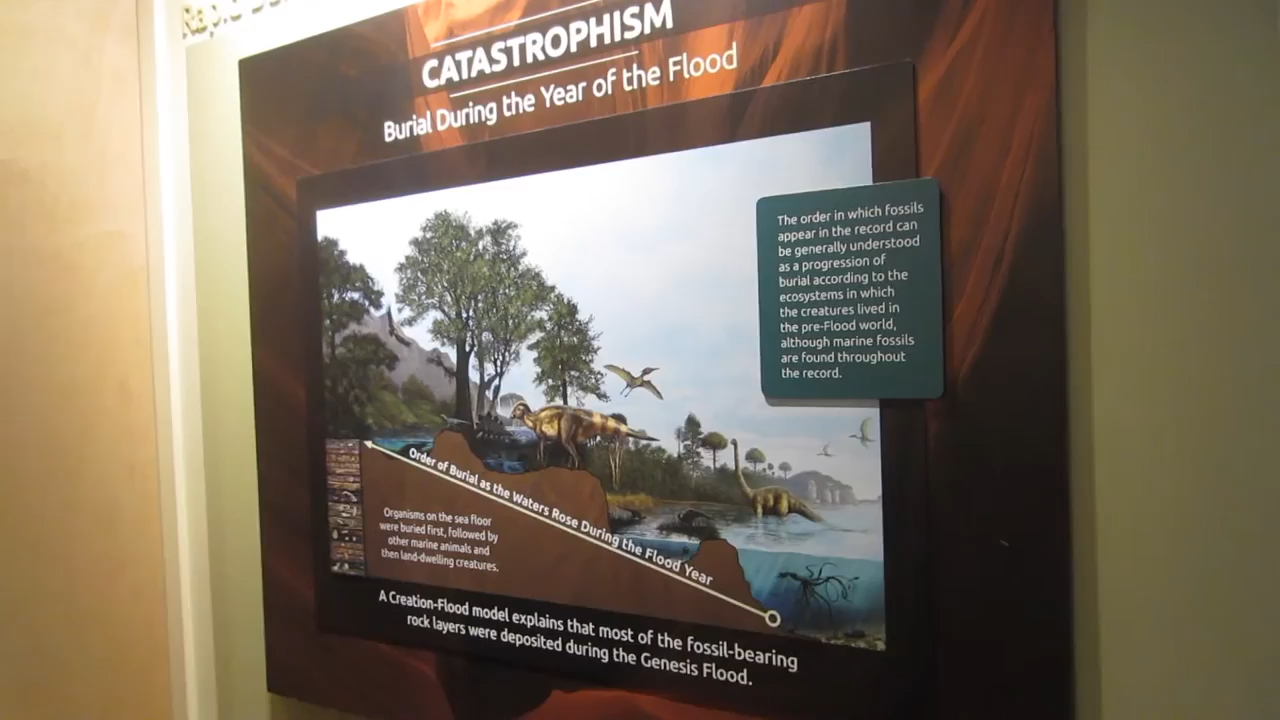 CATASTROPHISM
Burial During the Year of the Flood
The order in which fossils
appear in the record can
be generally understood
as a progression of
burial according to the
ecosystems in which
the creatures lived in
the pre-Flood world,
although marine fossils
are found throughout
the record.
Order of Burial as the Waters Rose During the Flood Year
Organisms on the sea floor
were buried first, followed by
other marine animals and
then land-dwelling creatures.
A Creation-Flood model explains that most of the fossil-bearing
rock layers were deposited during the Genesis Flood.